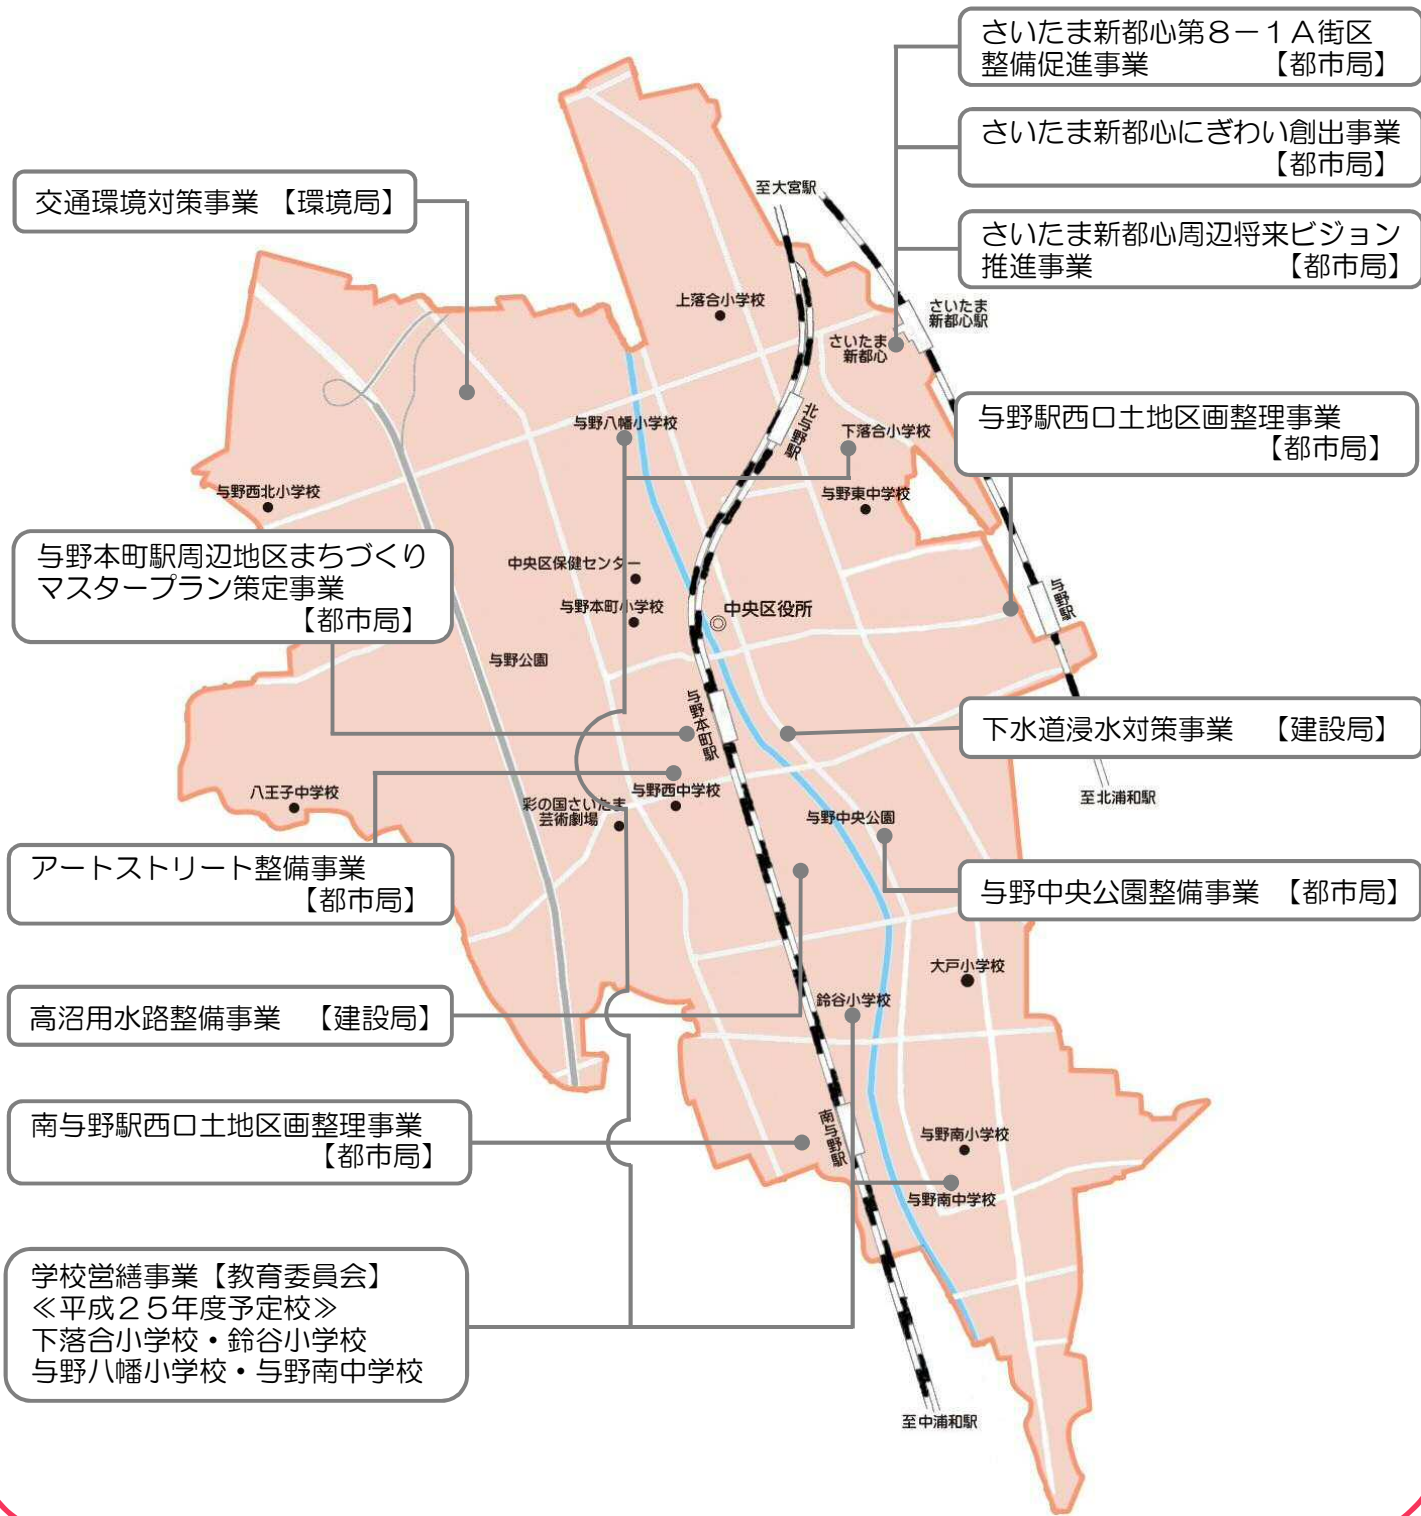 さいたま新都心第８－１Ａ街区
整備促進事業 【都市局】
さいたま新都心にぎわい創出事業
【都市局】
さいたま新都心周辺将来ビジョン
推進事業 【都市局】
交通環境対策事業 【環境局】
与野駅西口土地区画整理事業
【都市局】
与野本町駅周辺地区まちづくり
マスタープラン策定事業
【都市局】
下水道浸水対策事業 【建設局】
アートストリート整備事業
【都市局】
与野中央公園整備事業 【都市局】
高沼用水路整備事業 【建設局】
南与野駅西口土地区画整理事業
【都市局】
学校営繕事業【教育委員会】
≪平成２５年度予定校≫
下落合小学校・鈴谷小学校
与野八幡小学校・与野南中学校
至大宮駅
上落合小学校
さいたま
新都心駅
さいたま
新都心
北与野駅
与野八幡小学校
下落合小学校
与野西北小学校
与野東中学校
中央区保健センター
与野本町小学校
中央区役所
与野駅
与野公園
与野本町駅
至北浦和駅
八王子中学校
彩の国さいたま
芸術劇場
与野西中学校
与野中央公園
大戸小学校
鈴谷小学校
南与野駅
与野南小学校
与野南中学校
至中浦和駅